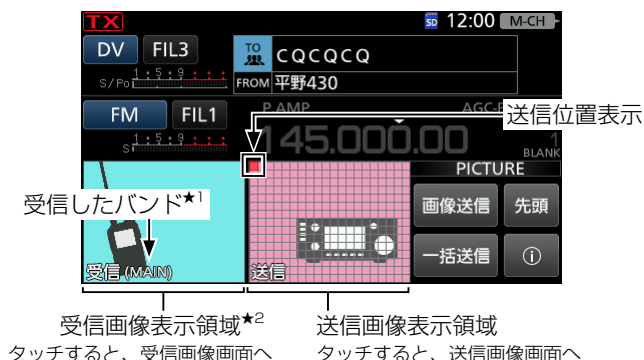 TX 12:00 M-CH
DV FIL3 TO CQCQCQ
S/Po 1 5 9 FROM 平野430
FM FIL1 P.AMP AGC-
送信位置表示
S 1 5 9 145.000.00 1
BLANK
PICTURE
受信したバンド★1
画像送信 先頭
一括送信
受信(MAIN) 送信
受信画像表示領域★2 送信画像表示領域
タッチすると、受信画像画面へ タッチすると、送信画像画面へ